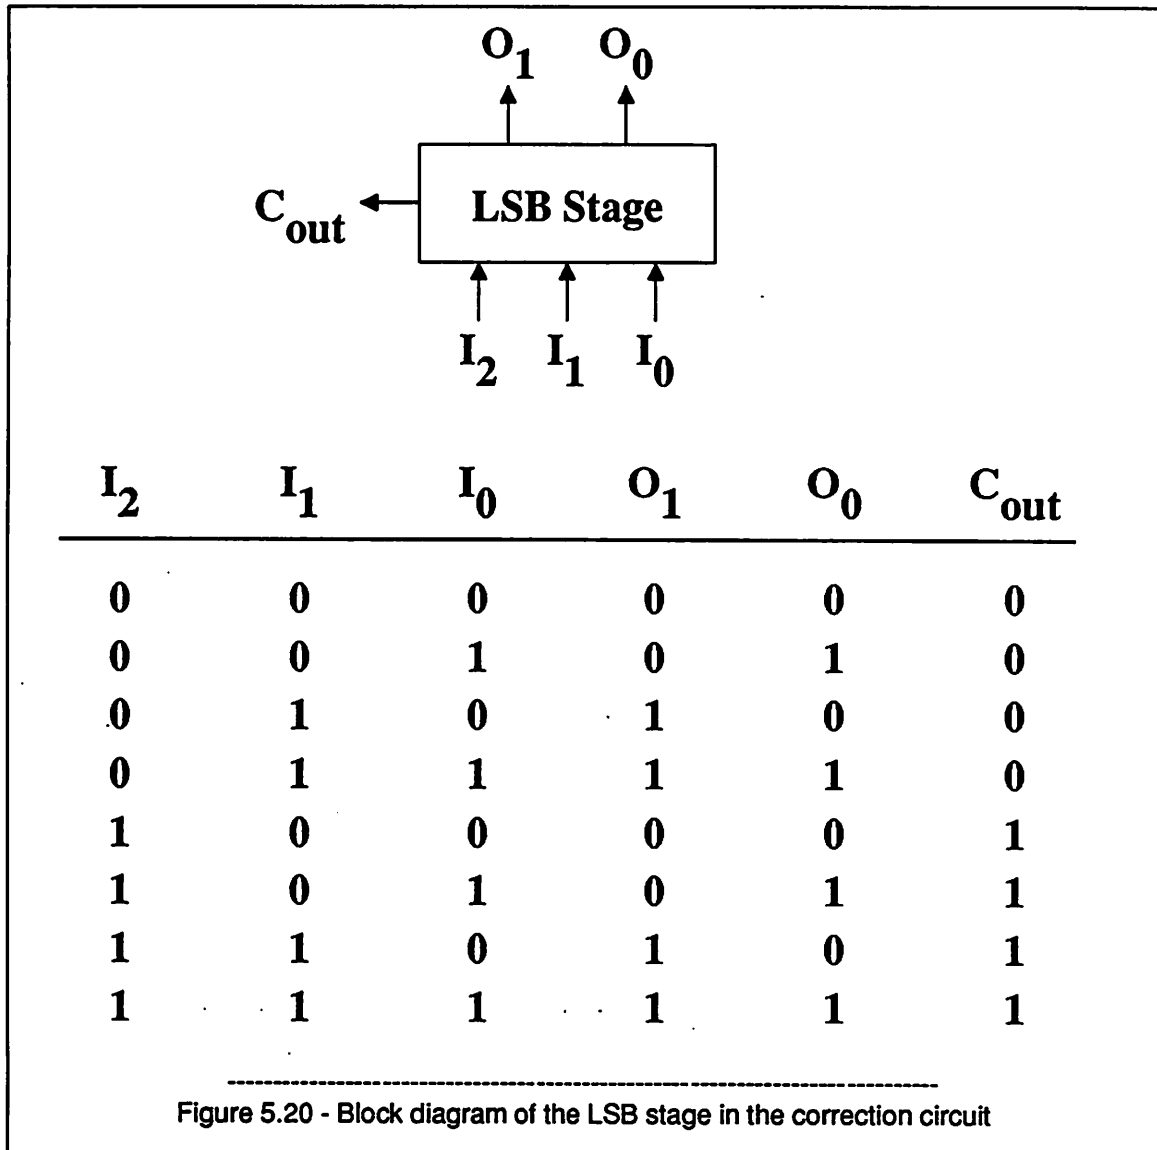 O1 O0
Cout LSB Stage
I2 I1 I0
I2 I1 I0 O1 O0 Cout
0 0 0 0 0 0
0 0 1 0 1 0
0 1 0 1 0 0
0 1 1 1 1 0
1 0 0 0 0 1
1 0 1 0 1 1
1 1 0 1 0 1
1 1 1 1 1 1
Figure 5.20 - Block diagram of the LSB stage in the correction circuit